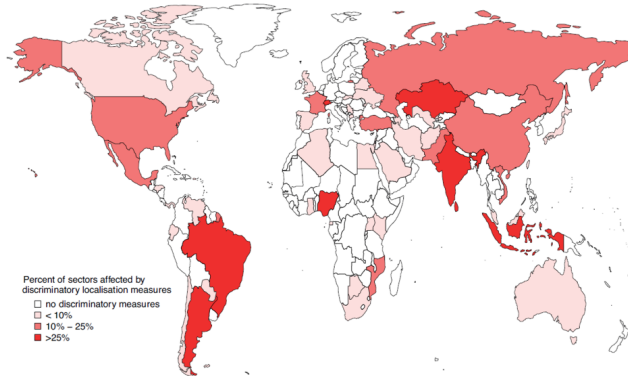 Percent of sectors affected by
discriminatory localisation measures
no discriminatory measures
< 10%
10% – 25%
>25%